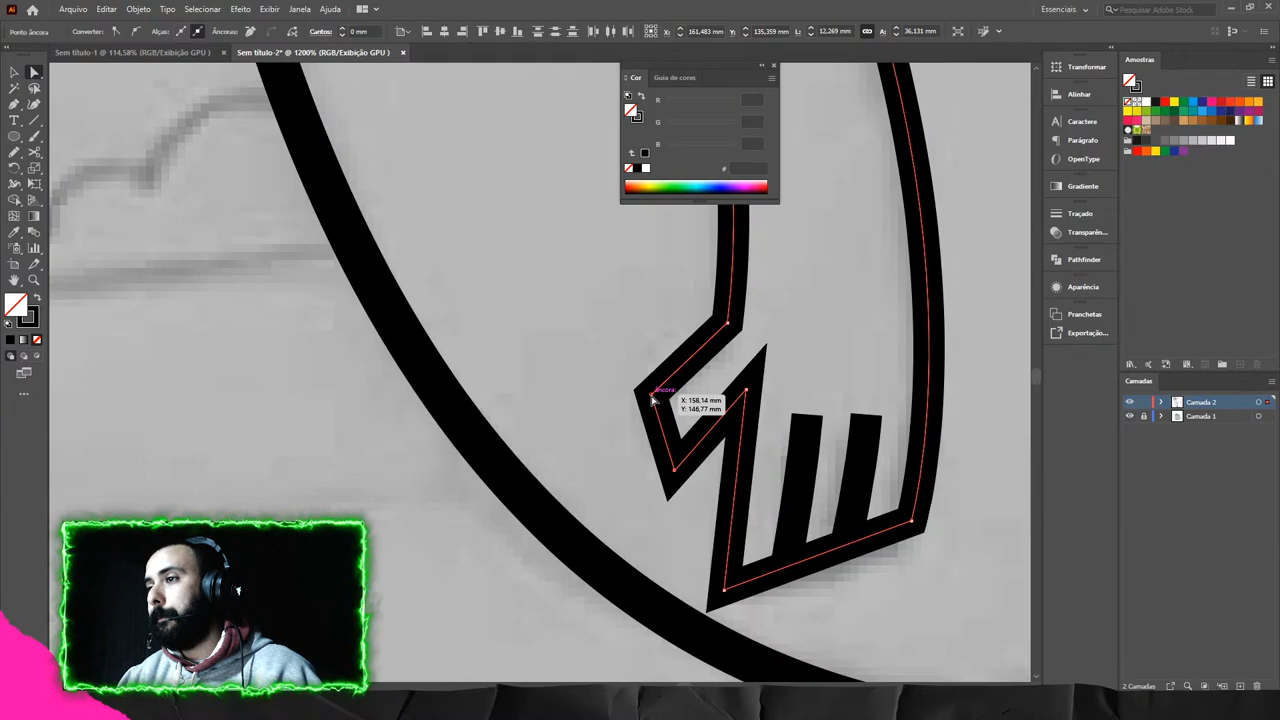 Ai
Arquivo Editar Objeto Tipo Selecionar Efeito Exibir Janela Ajuda
Essenciais
Pesquisar Adobe Stock
Ponto âncora Converter: Alças: Âncoras: Cantos: 0 mm X: 161,483 mm Y: 135,359 mm L: 12,269 mm A: 36,131 mm
Sem título-1 @ 114,58% (RGB/Exibição GPU )
Sem título-2* @ 1200% (RGB/Exibição GPU )
Cor Guia de cores
R
G
B
#
Âncora:
X: 158,14 mm
Y: 146,77 mm
Transformar
Alinhar
Caractere
Parágrafo
OpenType
Gradiente
Traçado
Transparên...
Pathfinder
Aparência
Pranchetas
Exportação...
Amostras
Camadas
Camada 2
Camada 1
2 Camadas